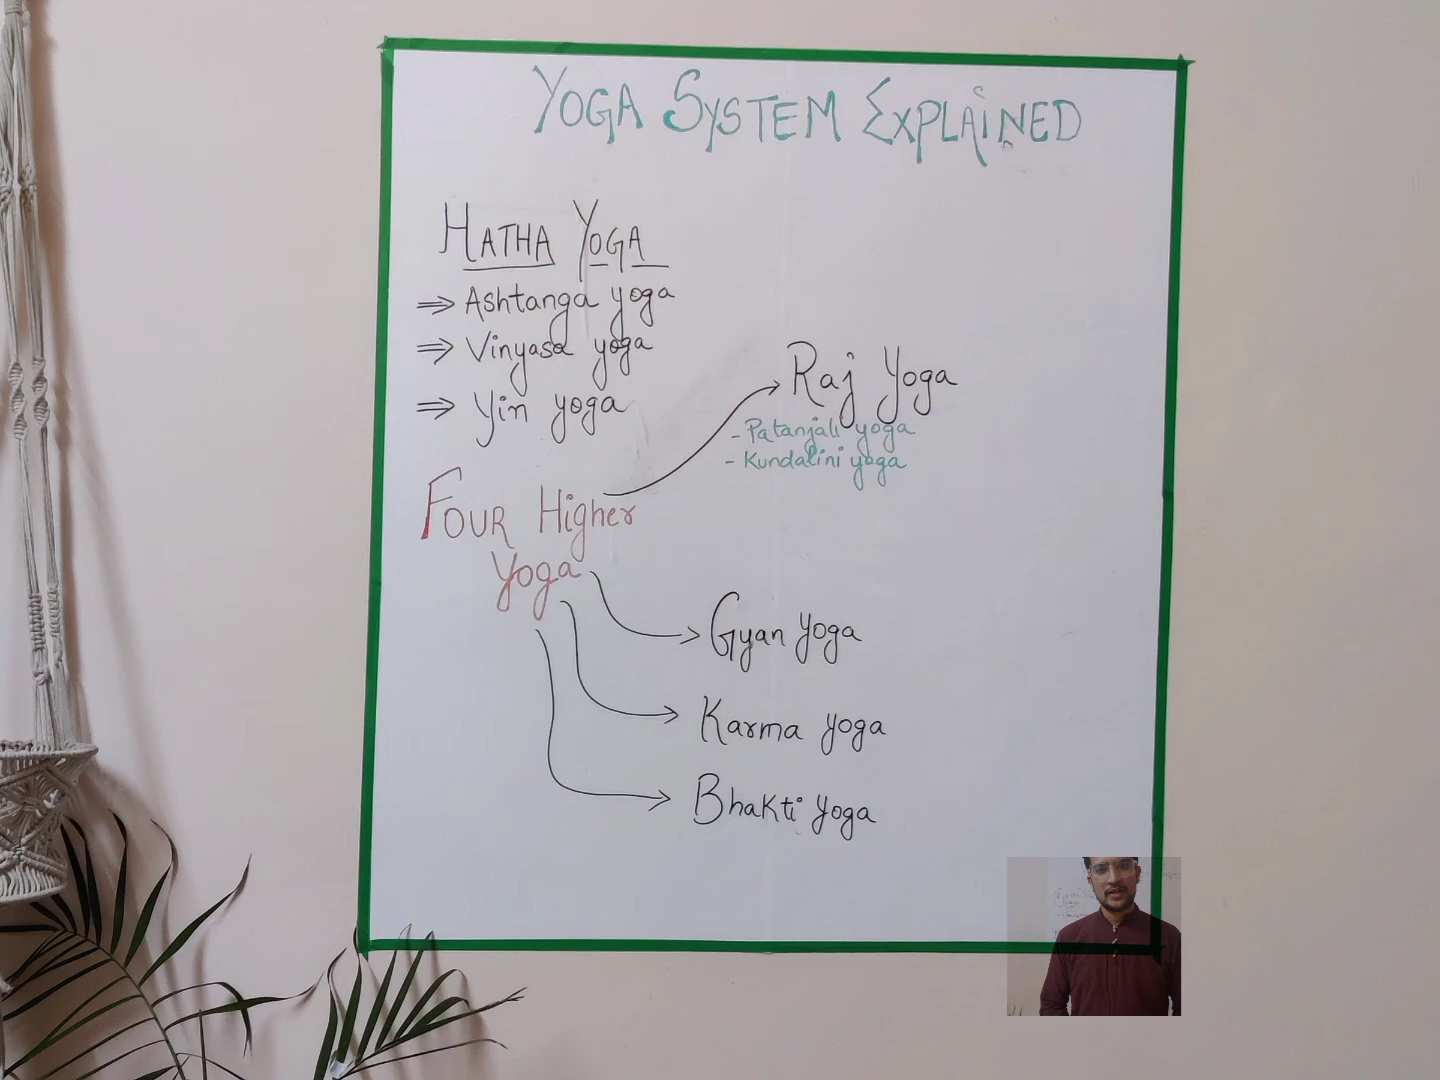 YOGA SYSTEM EXPLAINED
HATHA YOGA
⇒ Ashtanga yoga
⇒ Vinyasa yoga
⇒ Yin yoga
Raj Yoga
- Patanjali yoga
- Kundalini yoga
FOUR Higher
Yoga
Gyan Yoga
Karma yoga
Bhakti Yoga